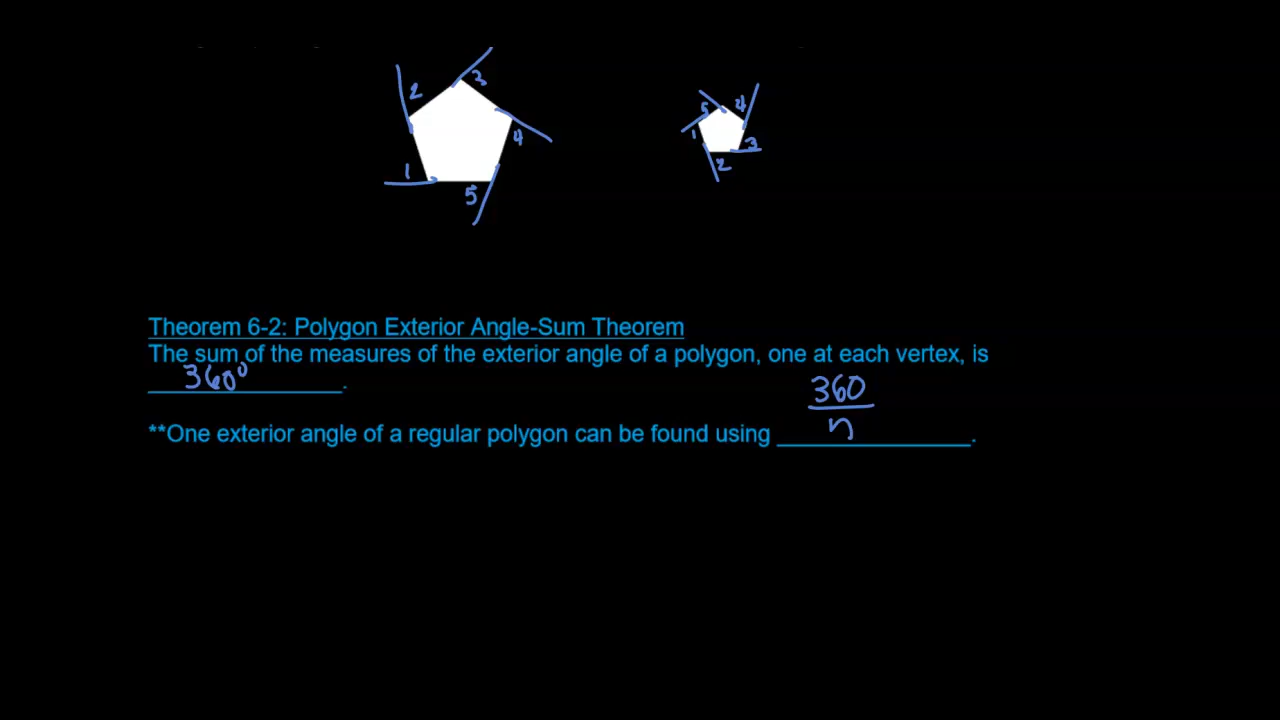 3
2
5 4
4
1 3
1 2
5
Theorem 6-2: Polygon Exterior Angle-Sum Theorem
The sum of the measures of the exterior angle of a polygon, one at each vertex, is
360° .
360
n
**One exterior angle of a regular polygon can be found using .